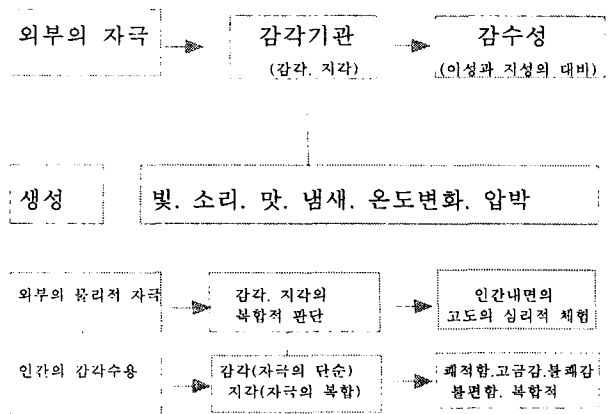 외부의 자극
감각기관
감수성
(감각, 지각)
(이성과 지성의 대비)
생성
빛. 소리. 맛. 냄새. 온도변화. 압박
외부의 물리적 자극
감각, 지각의
복합적 판단
인간내면의
고도의 심리적 체험
인간의 감각수용
감각(자극의 단순)
지각(자극의 복합)
쾌적함.고급감.불쾌감
불편함. 복합적